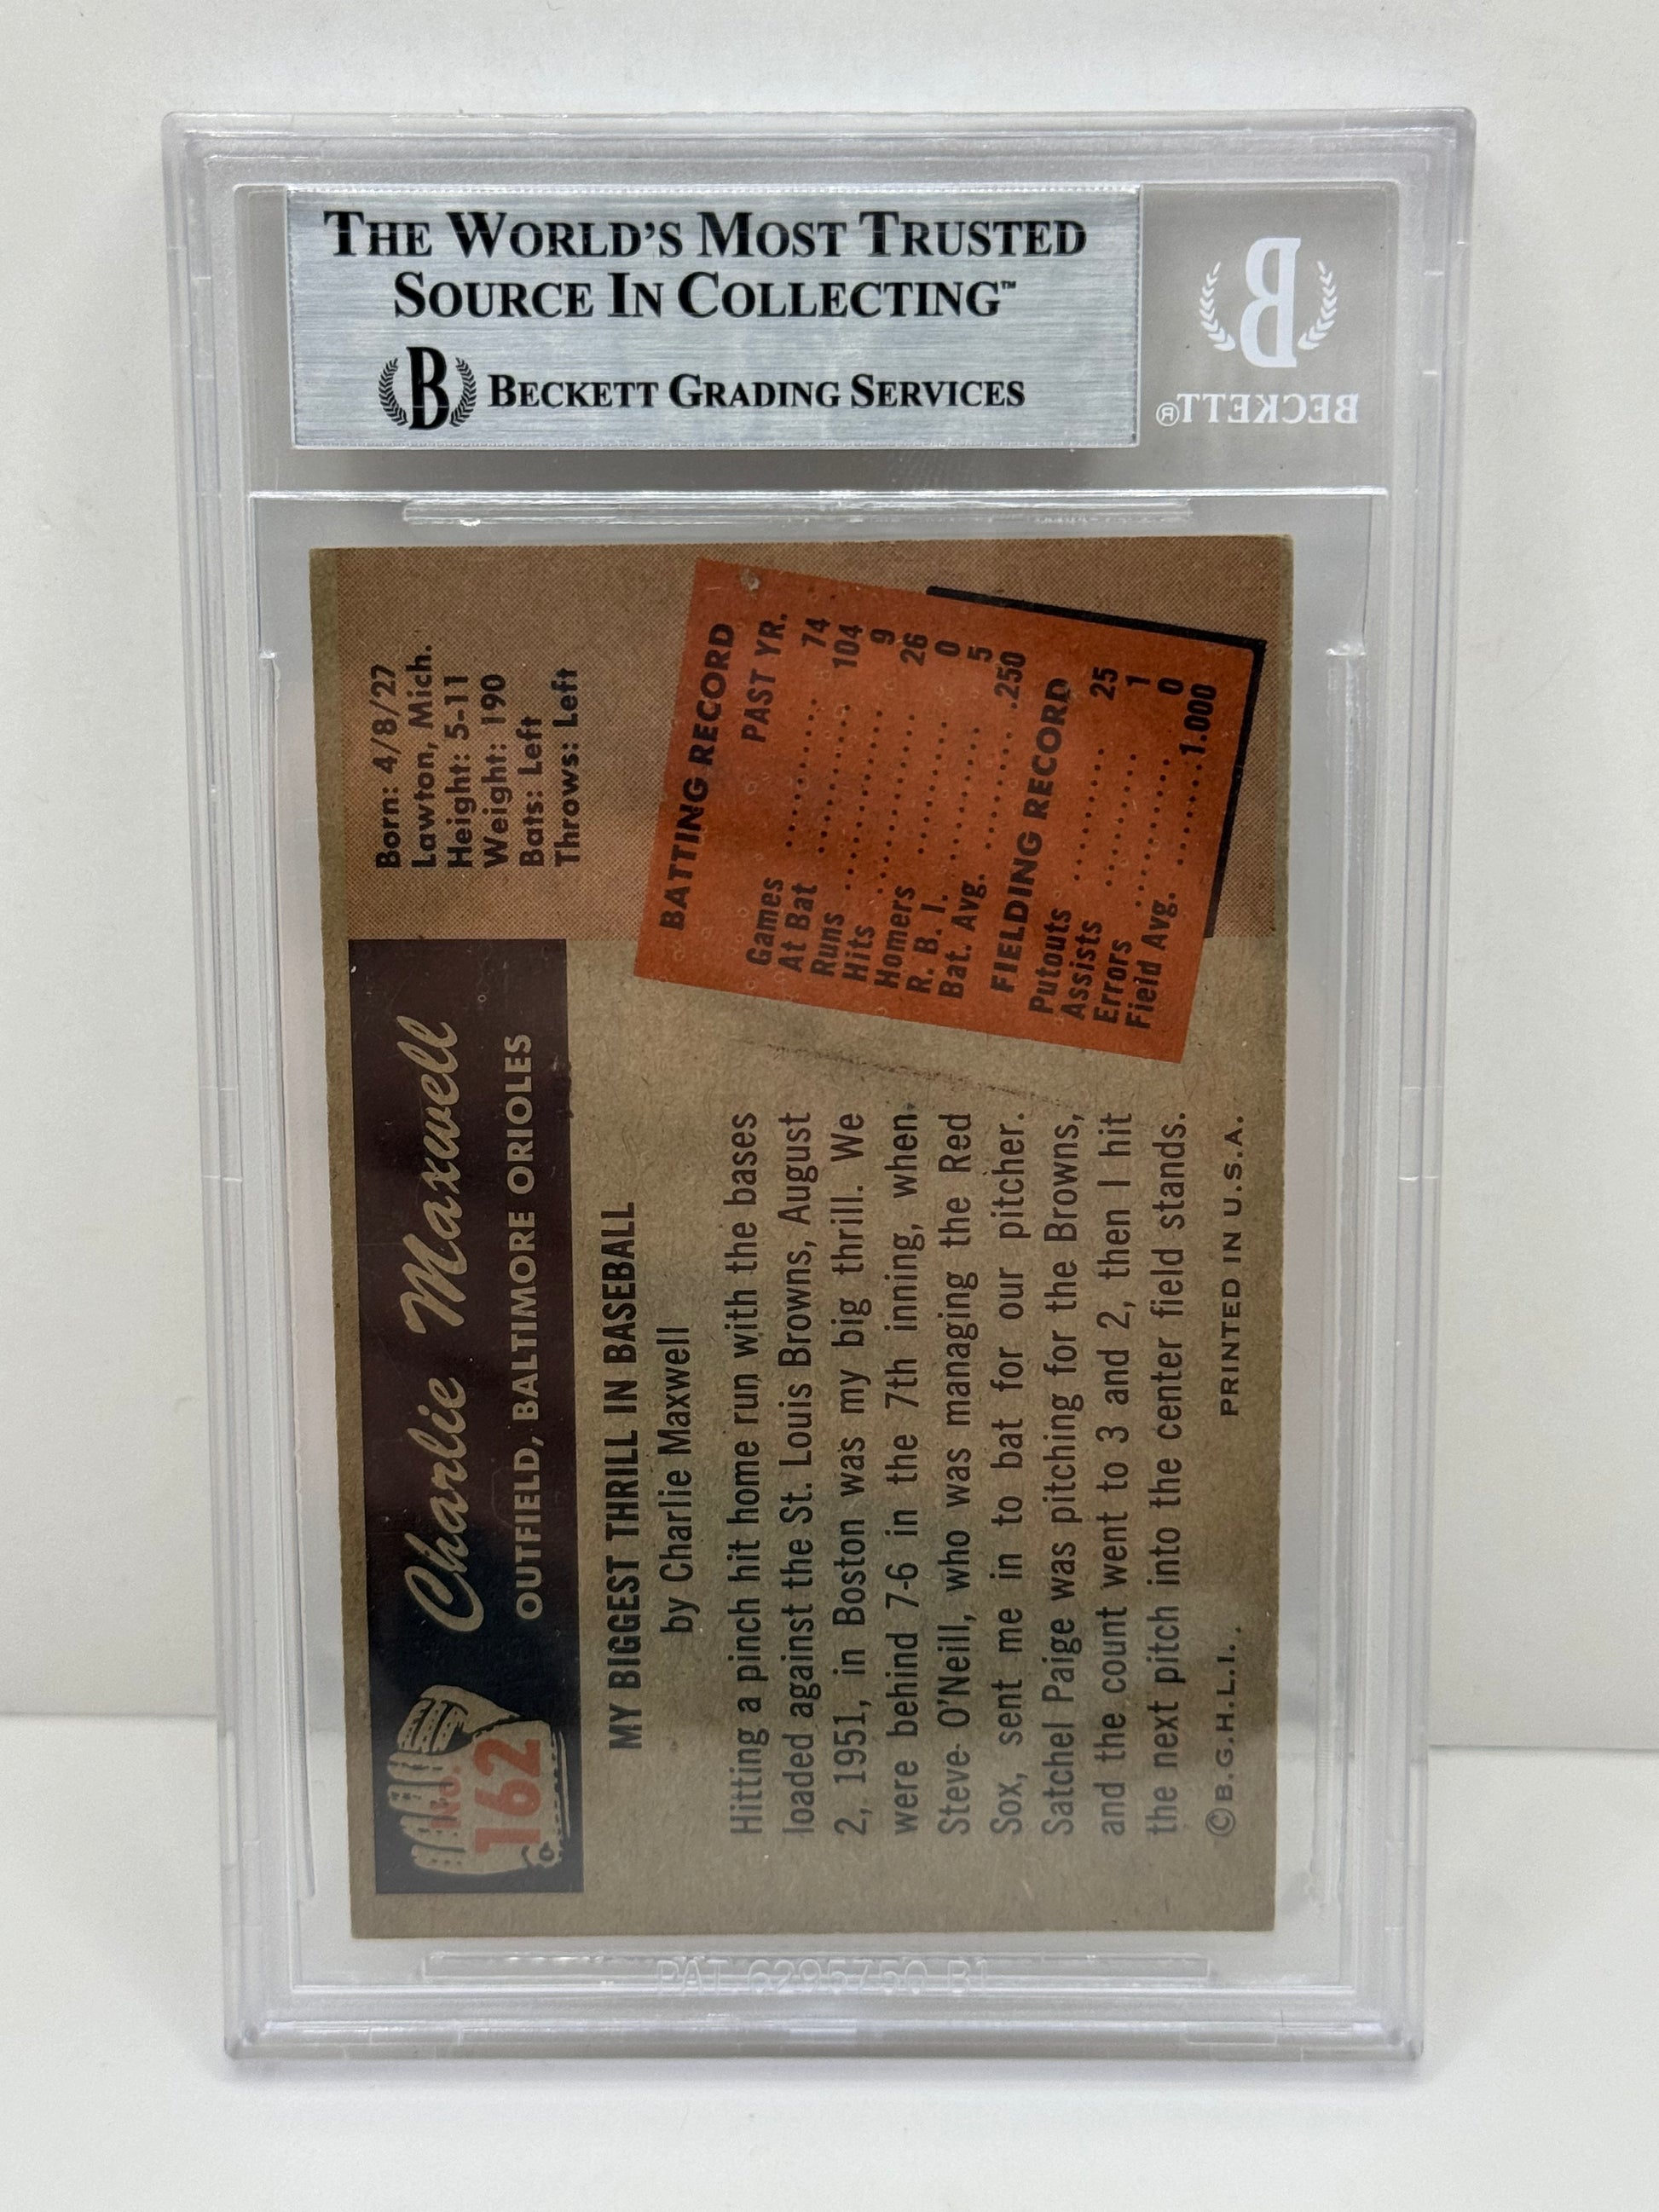 THE WORLD'S MOST TRUSTED
SOURCE IN COLLECTING™
B BECKETT GRADING SERVICES
B
BECKETT®
No.
162
Charlie Maxwell
OUTFIELD, BALTIMORE ORIOLES
Born: 4/8/27
Lawton, Mich.
Height: 5-11
Weight: 190
Bats: Left
Throws: Left
MY BIGGEST THRILL IN BASEBALL
by Charlie Maxwell
Hitting a pinch hit home run with the bases
loaded against the St. Louis Browns, August
2, 1951, in Boston was my big thrill. We
were behind 7-6 in the 7th inning, when
Steve O'Neill, who was managing the Red
Sox, sent me in to bat for our pitcher.
Satchel Paige was pitching for the Browns,
and the count went to 3 and 2, then I hit
the next pitch into the center field stands.
©B.G.H.L.I. PRINTED IN U.S.A.
BATTING RECORD
PAST YR.
Games ........ 74
At Bat ........ 104
Runs ........ 9
Hits ........ 26
Homers ........ 0
R. B. I. ........ 5
Bat. Avg. ........ .250
FIELDING RECORD
Putouts ........ 25
Assists ........ 1
Errors ........ 0
Field Avg. ........ 1.000
PAT 6295750 B1